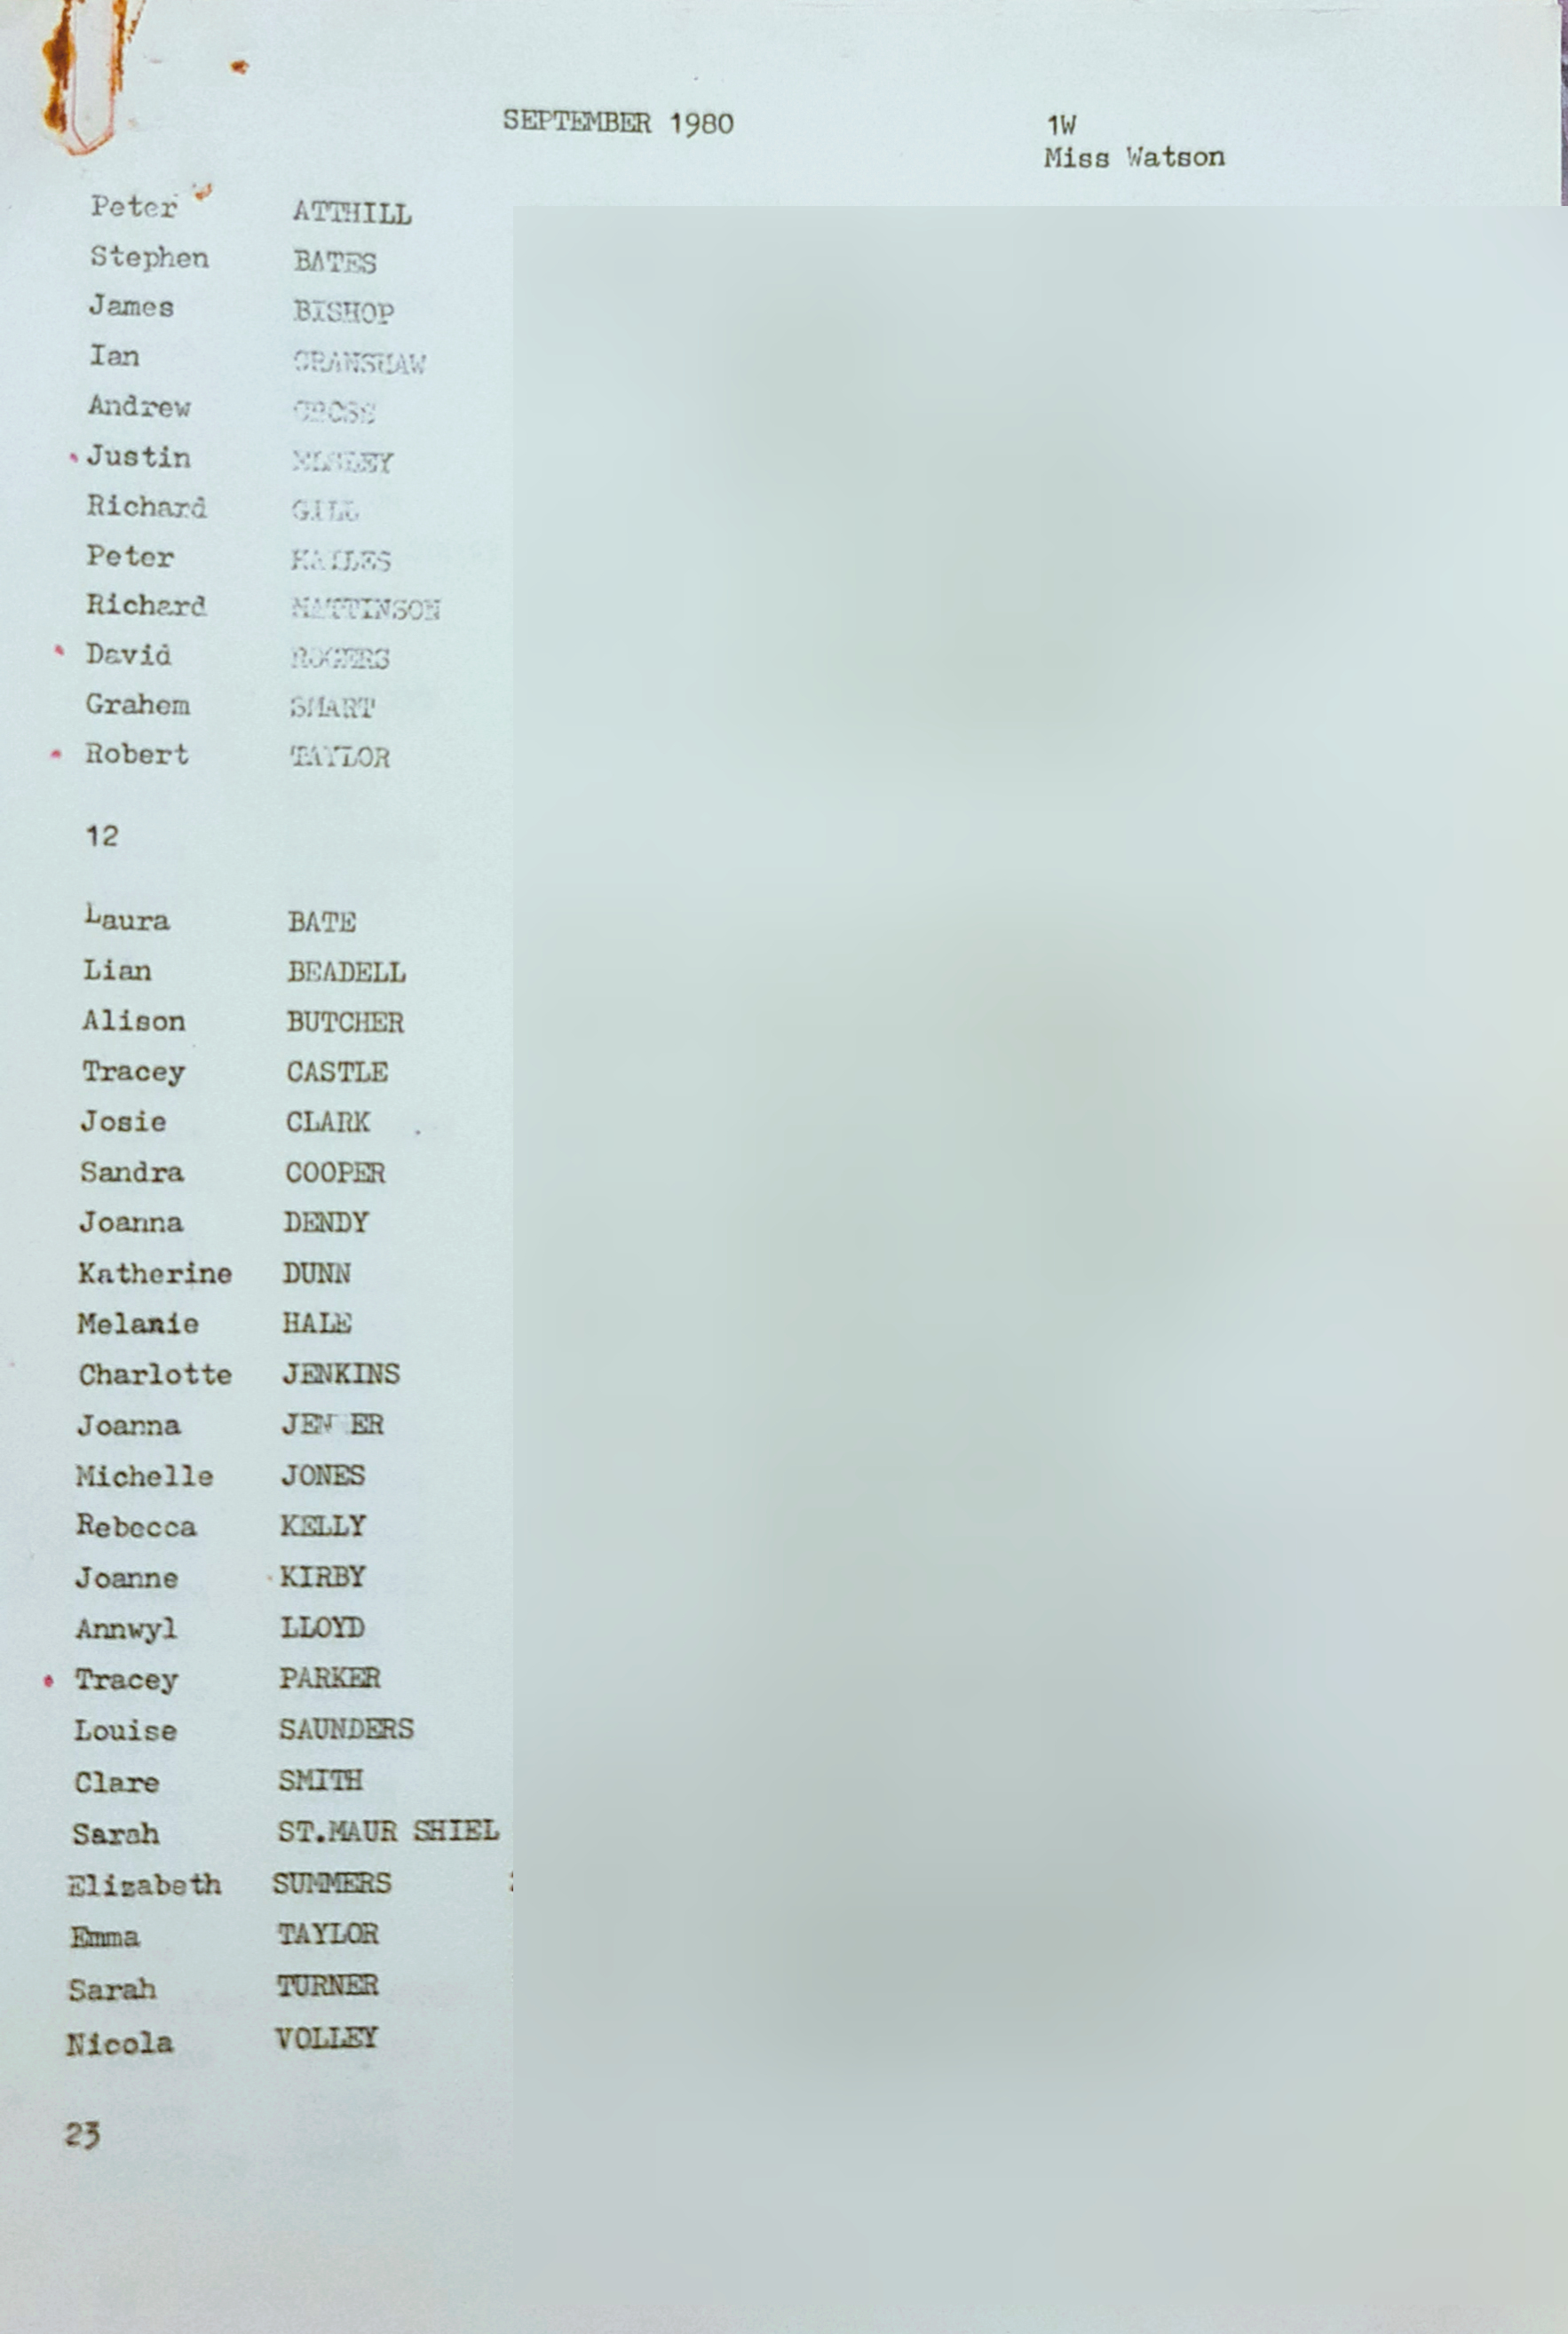 SEPTEMBER 1980 1W
Miss Watson
Peter ATTHILL
Stephen BATES
James BISHOP
Ian CRANSHAW
Andrew CROSS
Justin
Richard GILL
Peter HAILES
Richard MATTINSON
David ROGERS
Grahem SMART
Robert TAYLOR
12
Laura BATE
Lian BEADELL
Alison BUTCHER
Tracey CASTLE
Josie CLARK
Sandra COOPER
Joanna DENDY
Katherine DUNN
Melanie HALE
Charlotte JENKINS
Joanna
Michelle JONES
Rebecca KELLY
Joanne KIRBY
Annwyl LLOYD
Tracey PARKER
Louise SAUNDERS
Clare SMITH
Sarah ST.MAUR SHIEL
Elizabeth SUMMERS
Emma TAYLOR
Sarah TURNER
Nicola VOLLEY
23